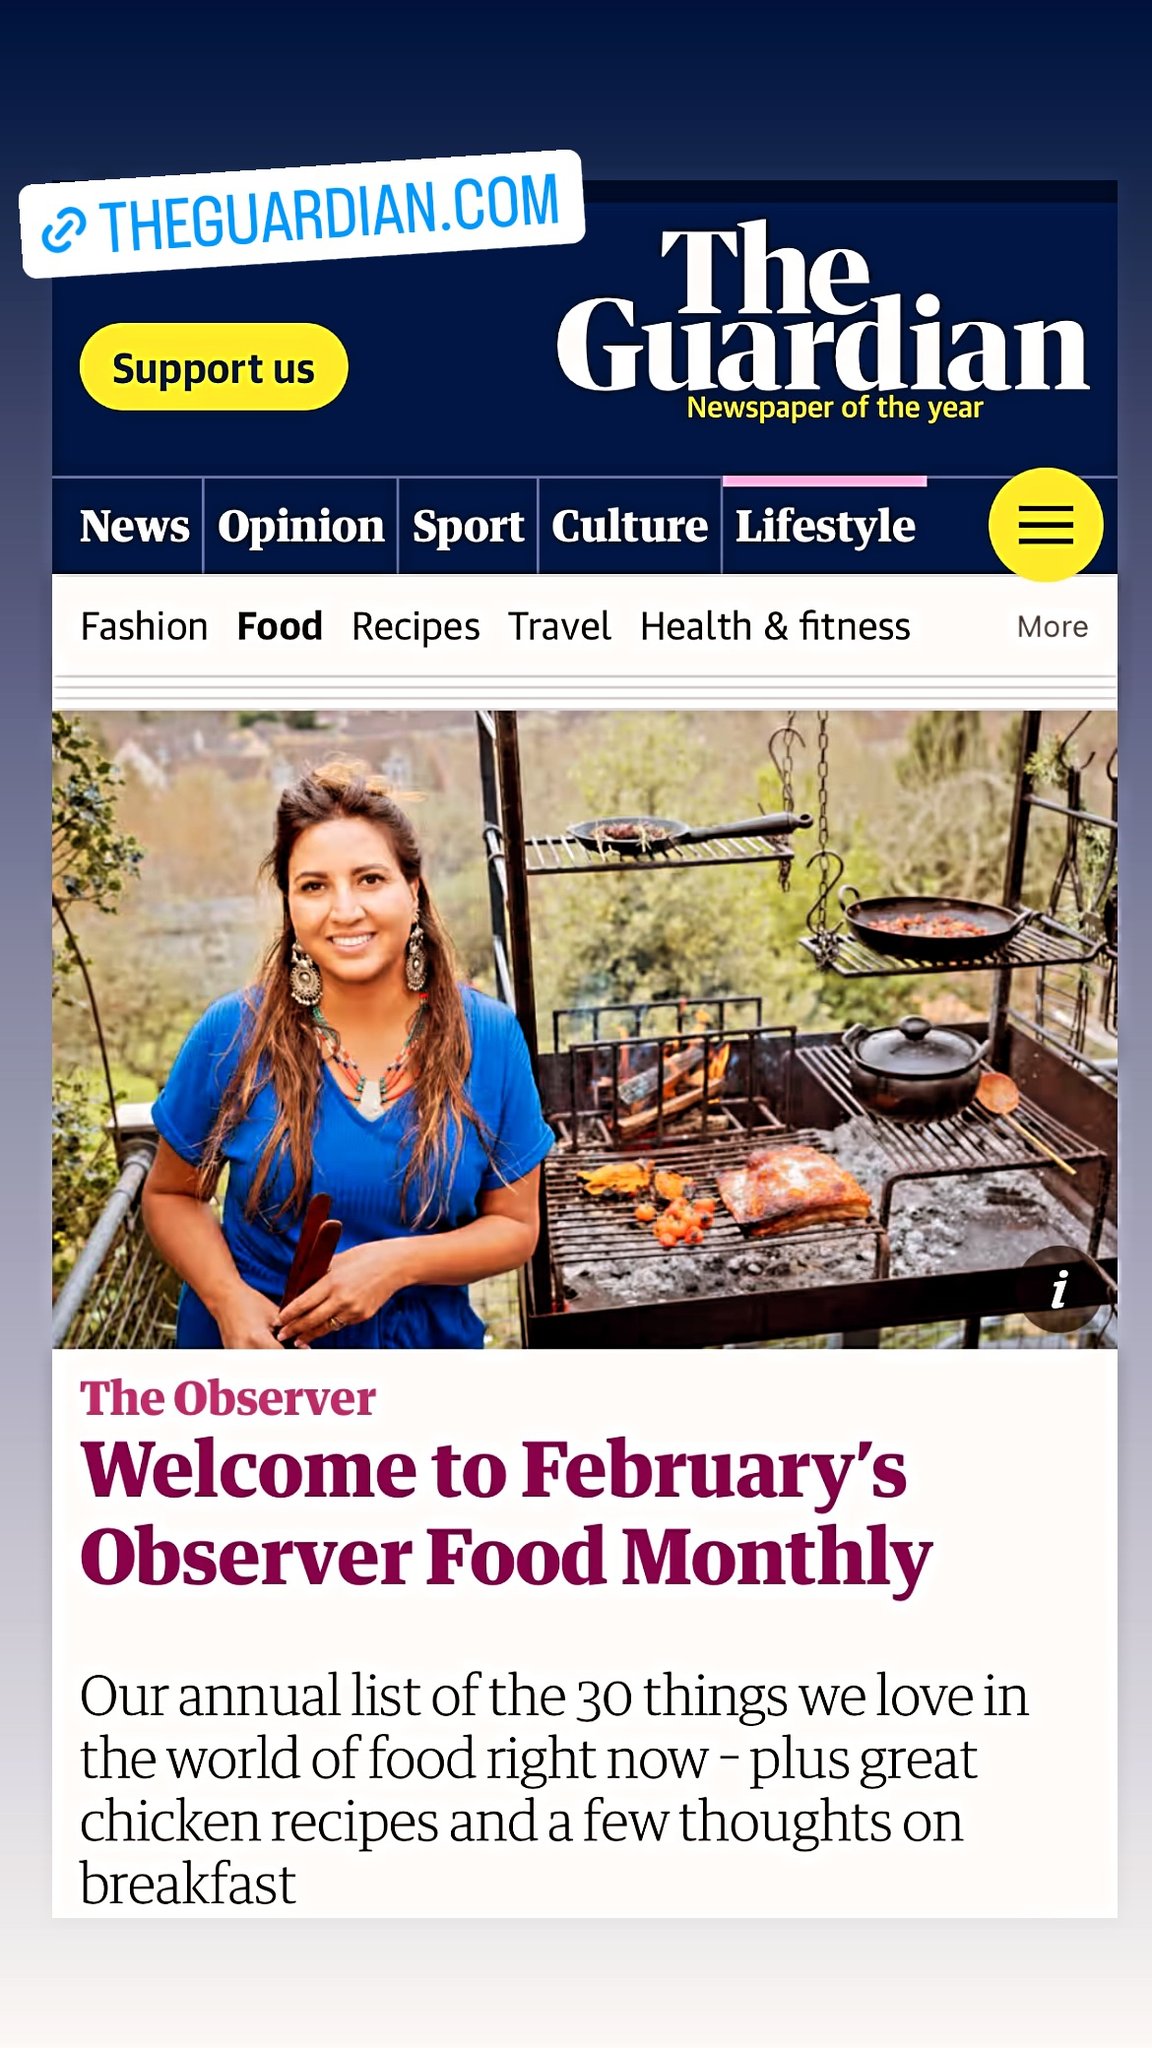 THEGUARDIAN.COM
The
Guardian
Newspaper of the year
Support us
News Opinion Sport Culture Lifestyle
Fashion Food Recipes Travel Health & fitness More
i
The Observer
Welcome to February’s
Observer Food Monthly
Our annual list of the 30 things we love in
the world of food right now – plus great
chicken recipes and a few thoughts on
breakfast